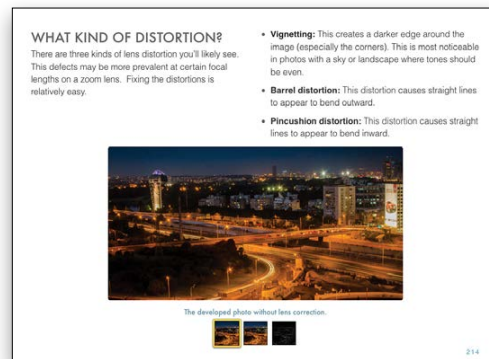 WHAT KIND OF DISTORTION?
There are three kinds of lens distortion you'll likely see.
This defects may be more prevalent at certain focal
lengths on a zoom lens. Fixing the distortions is
relatively easy.
• Vignetting: This creates a darker edge around the
image (especially the corners). This is most noticeable
in photos with a sky or landscape where tones should
be even.
• Barrel distortion: This distortion causes straight lines
to appear to bend outward.
• Pincushion distortion: This distortion causes straight
lines to appear to bend inward.
The developed photo without lens correction.
214